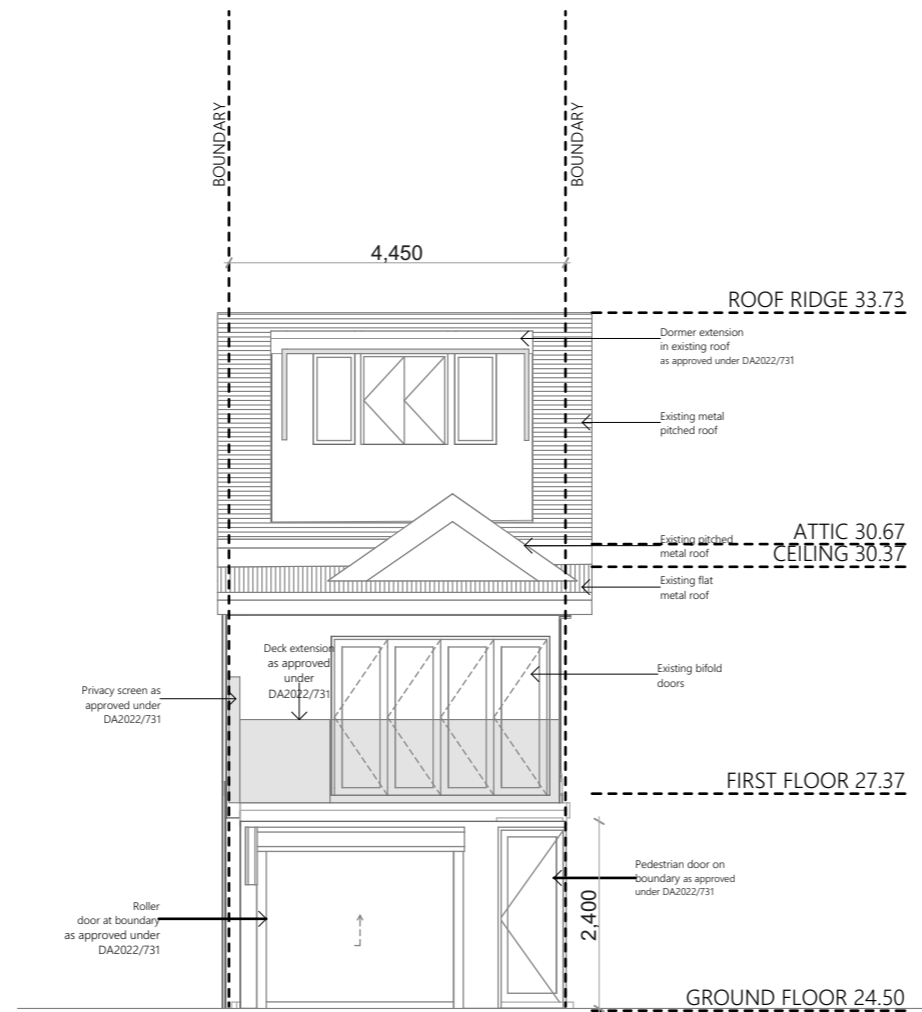 BOUNDARY
BOUNDARY
4,450
ROOF RIDGE 33.73
Dormer extension
in existing roof
as approved under DA2022/731
Existing metal
pitched roof
ATTIC 30.67
Existing pitched
metal roof
CEILING 30.37
Existing flat
metal roof
Deck extension
as approved
under
DA2022/731
Existing bifold
doors
Privacy screen as
approved under
DA2022/731
FIRST FLOOR 27.37
Pedestrian door on
boundary as approved
under DA2022/731
2,400
Roller
door at boundary
as approved under
DA2022/731
GROUND FLOOR 24.50